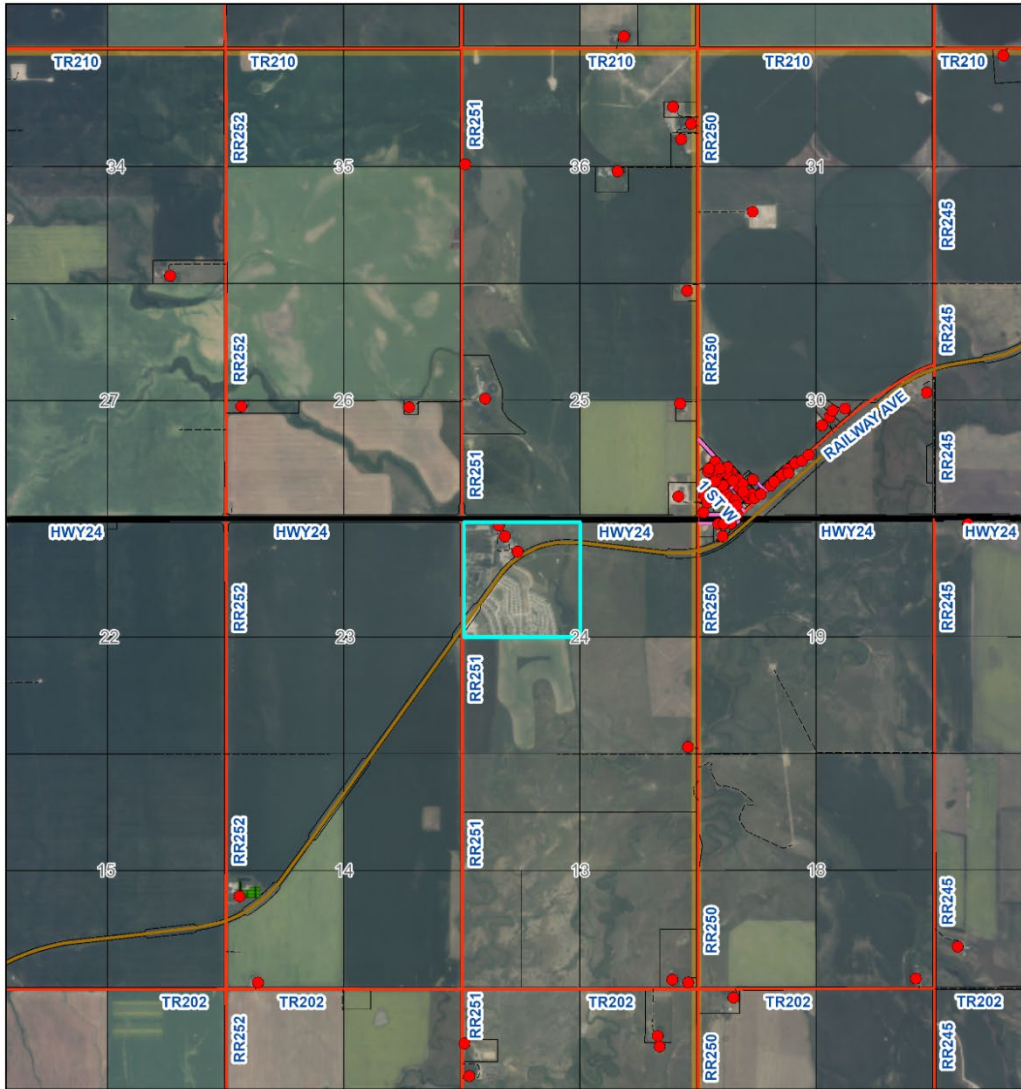 TR210 TR210 TR210 TR210 TR210
RR252 RR251 RR250
34 35 36 31
RR245
RR252 RR250 RR245
27 26 25 30
RAILWAY AVE
RR251 RR245
1ST W
HWY24 HWY24 HWY24 HWY24 HWY24
RR252 RR250 RR245
22 23 24 19
RR251
RR252 RR251 RR250
15 14 13 18
RR245
RR250
TR202 TR202 TR202 TR202 TR202
RR252 RR251 RR250 RR245